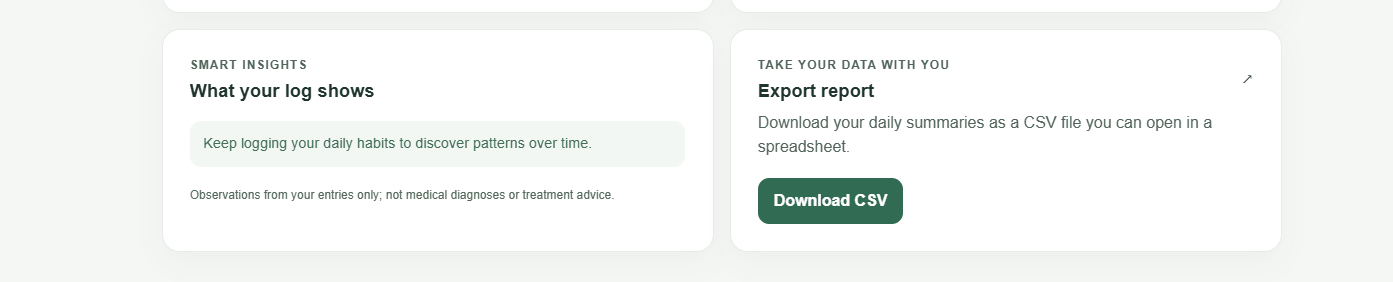 SMART INSIGHTS
What your log shows
Keep logging your daily habits to discover patterns over time.
Observations from your entries only; not medical diagnoses or treatment advice.
TAKE YOUR DATA WITH YOU
Export report
↗
Download your daily summaries as a CSV file you can open in a
spreadsheet.
Download CSV